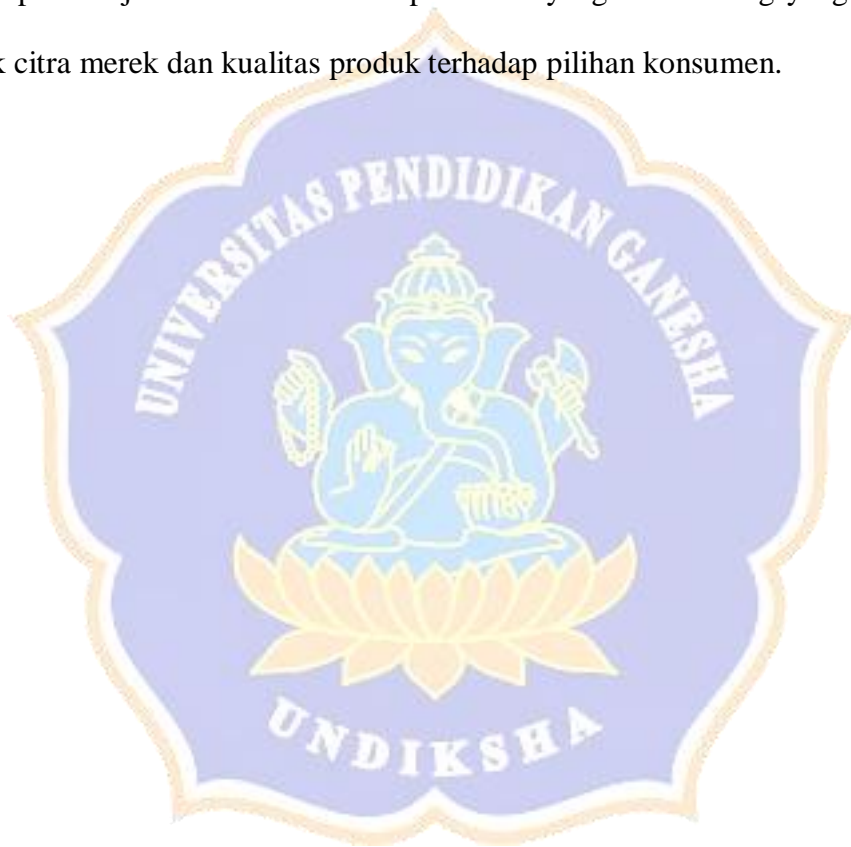 k citra merek dan kualitas produk terhadap pilihan konsumen.
UNIVERSITAS PENDIDIKAN GANESHA
UNDIKSHA